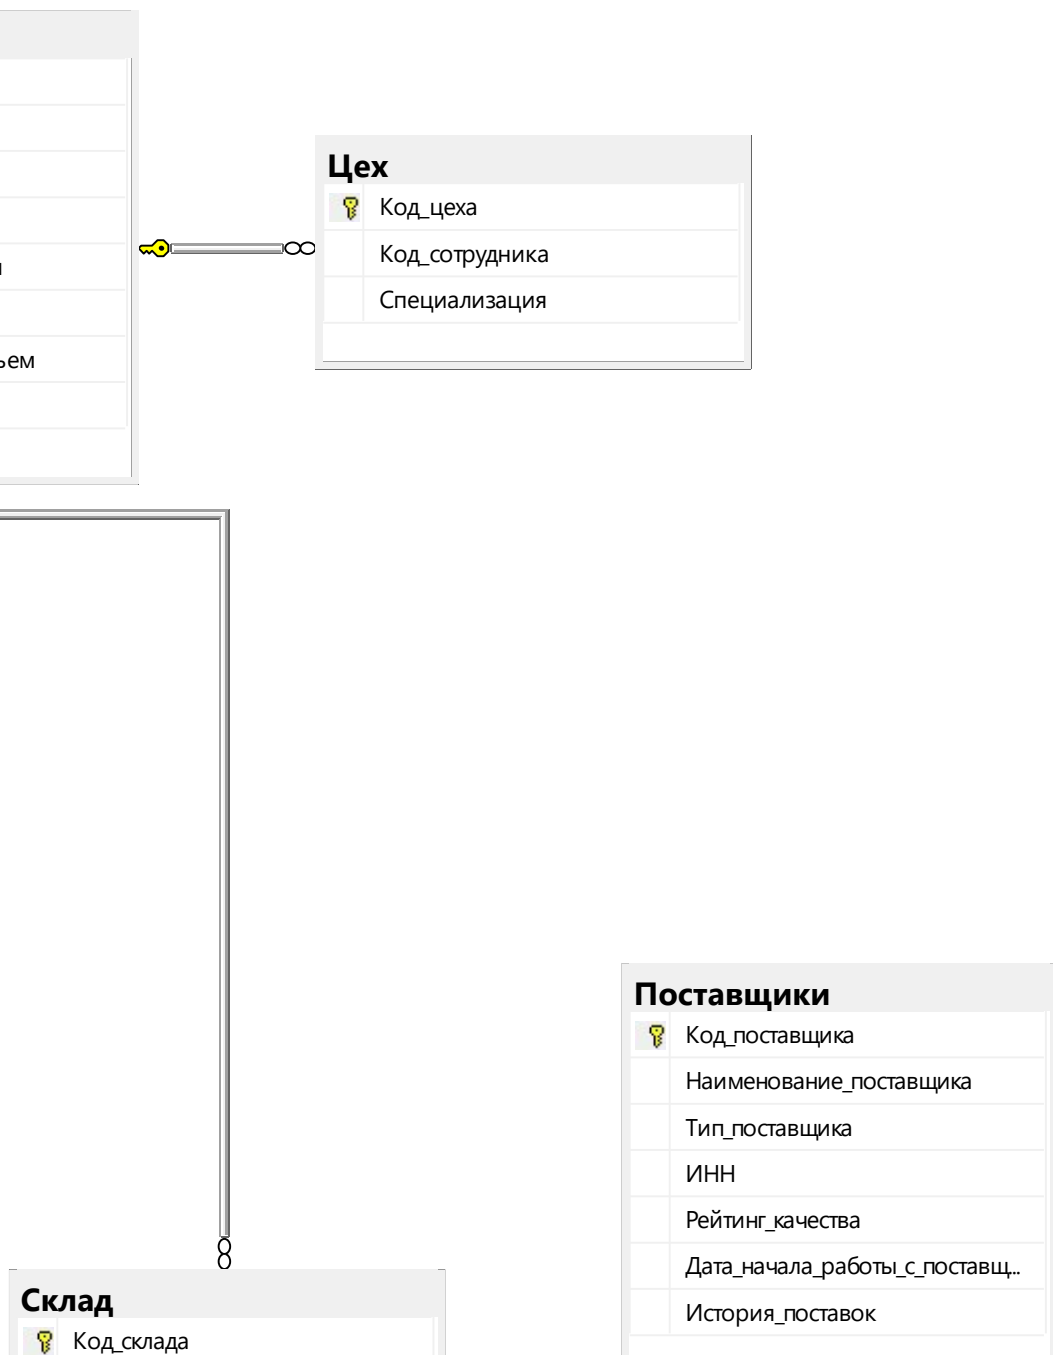 Цех
Код_цеха
Код_сотрудника
Специализация
Поставщики
Код_поставщика
Наименование_поставщика
Тип_поставщика
ИНН
Рейтинг_качества
Дата_начала_работы_с_поставщ...
История_поставок
Склад
Код_склада